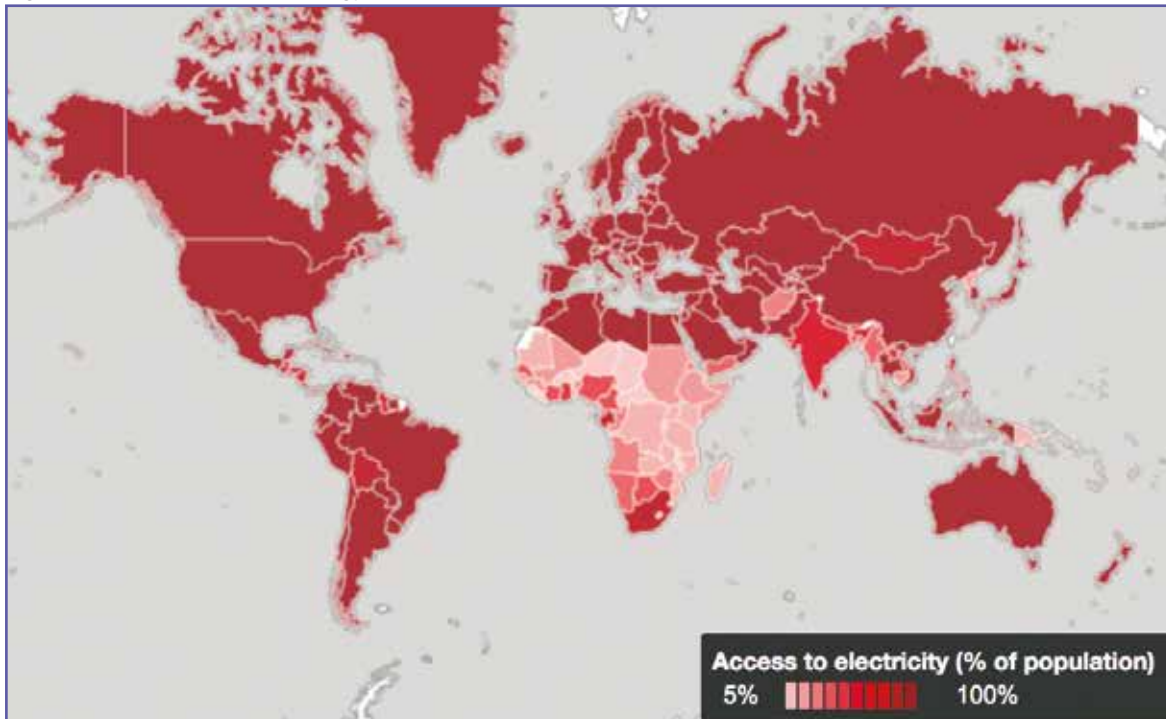 Access to electricity (% of population)
5% 100%